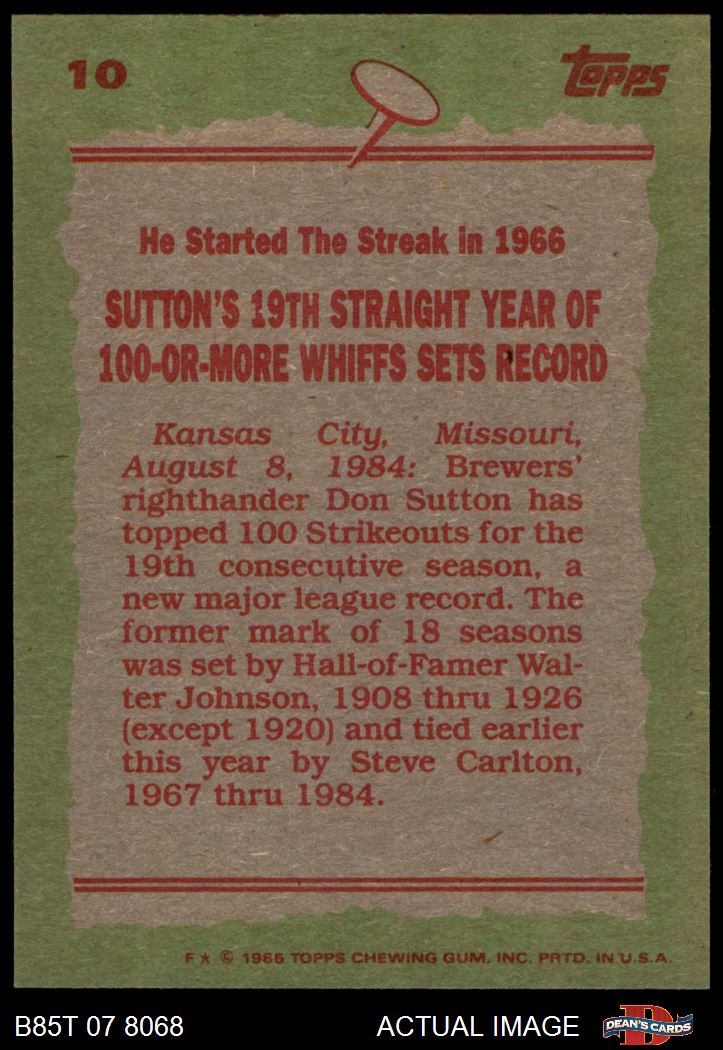 10
topps
He Started The Streak in 1966
SUTTON'S 19TH STRAIGHT YEAR OF
100-OR-MORE WHIFFS SETS RECORD
Kansas City, Missouri,
August 8, 1984: Brewers'
righthander Don Sutton has
topped 100 Strikeouts for the
19th consecutive season, a
new major league record. The
former mark of 18 seasons
was set by Hall-of-Famer Wal-
ter Johnson, 1908 thru 1926
(except 1920) and tied earlier
this year by Steve Carlton,
1967 thru 1984.
F ★ © 1985 TOPPS CHEWING GUM, INC. PRTD. IN U.S.A.
B85T 07 8068 ACTUAL IMAGE D DEAN'S CARDS